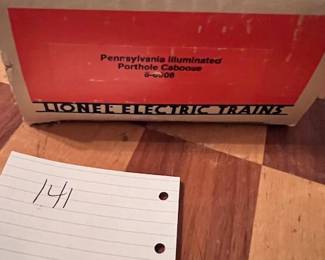 Pennsylvania Illuminated
Porthole Caboose
LIONEL ELECTRIC TRAINS
141